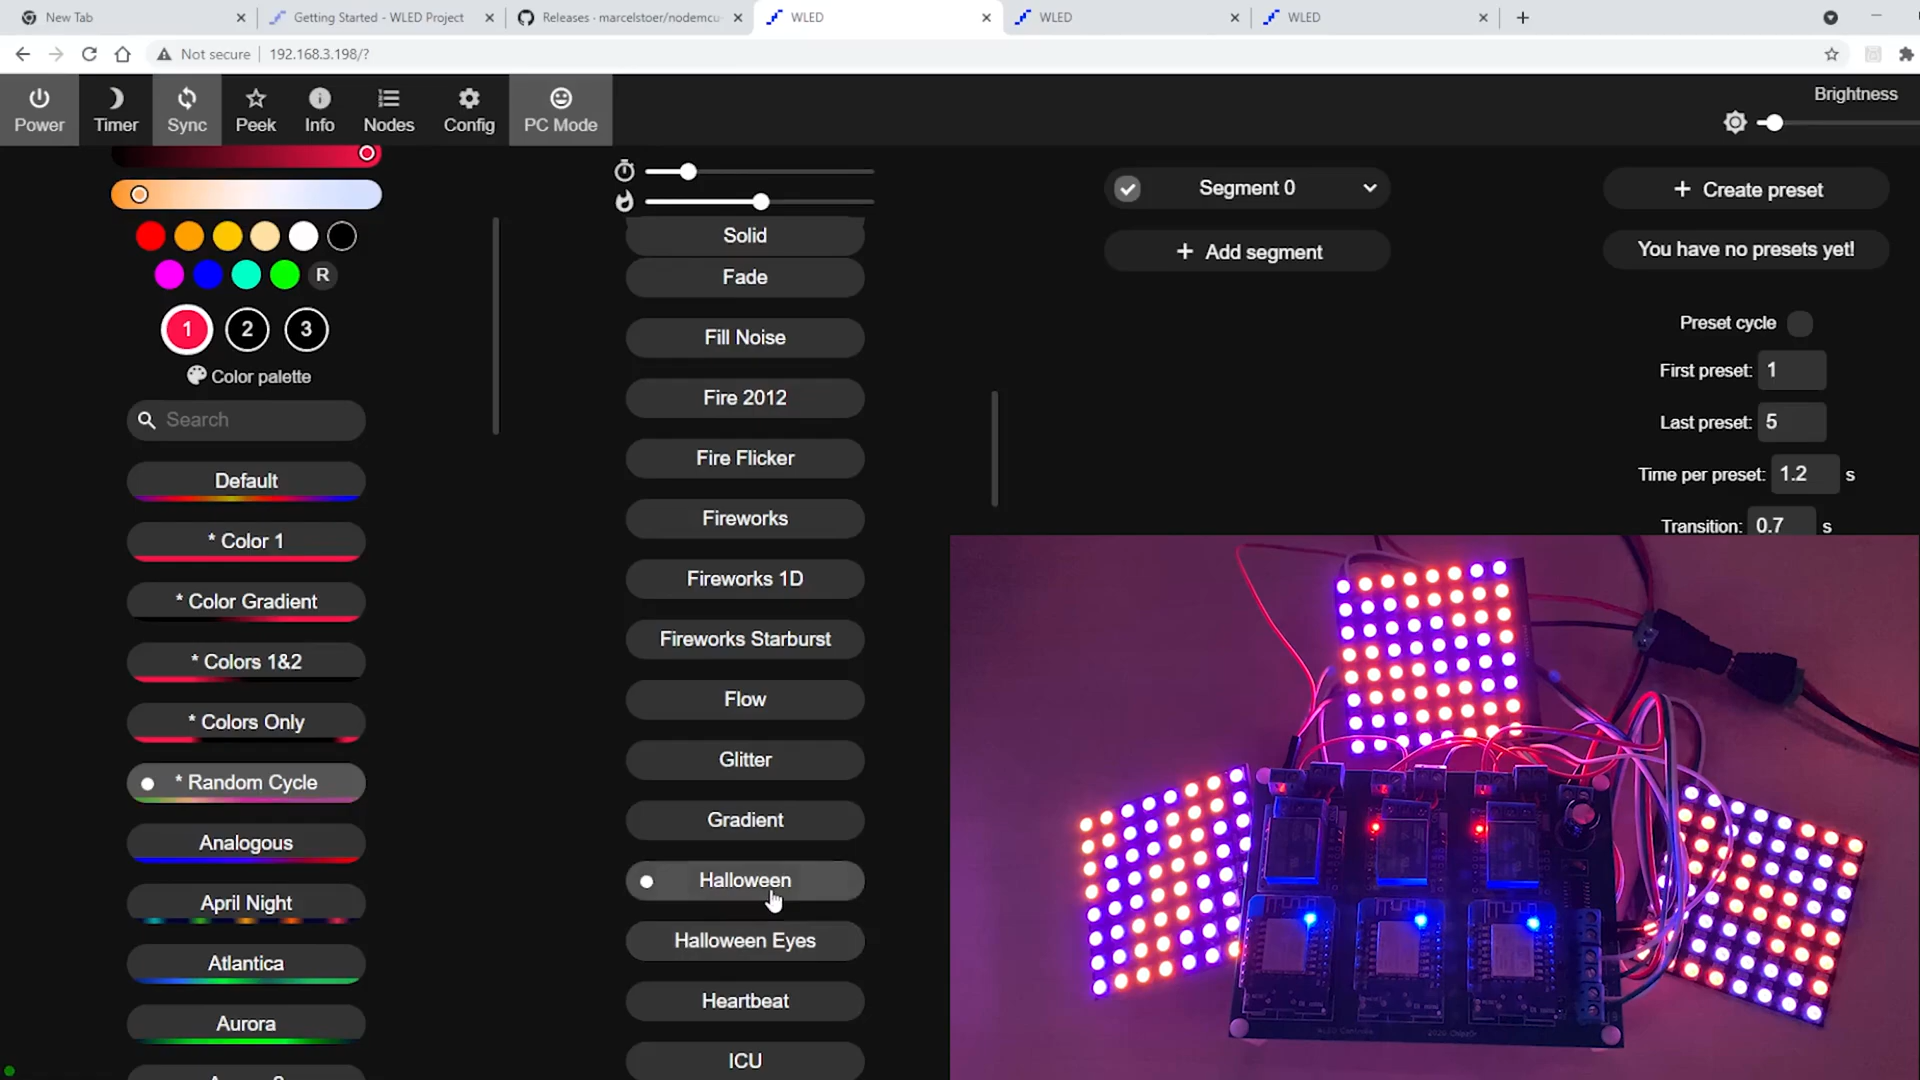 New Tab
Getting Started - WLED Project
Releases · marcelstoer/nodemcu-
WLED
WLED
WLED
Not secure
192.168.3.198/?
Power
Timer
Sync
Peek
Info
Nodes
Config
PC Mode
Brightness
R
1
2
3
Color palette
Search
Default
* Color 1
* Color Gradient
* Colors 1&2
* Colors Only
* Random Cycle
Analogous
April Night
Atlantica
Aurora
Solid
Fade
Fill Noise
Fire 2012
Fire Flicker
Fireworks
Fireworks 1D
Fireworks Starburst
Flow
Glitter
Gradient
Halloween
Halloween Eyes
Heartbeat
ICU
Segment 0
+ Add segment
+ Create preset
You have no presets yet!
Preset cycle
First preset: 1
Last preset: 5
Time per preset: 1.2 s
Transition: 0.7 s